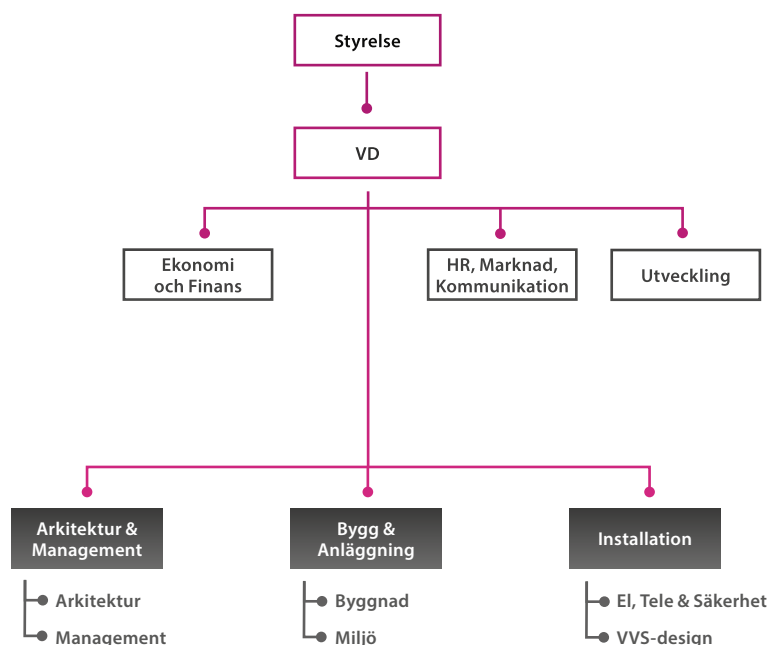 Styrelse
VD
Ekonomi
och Finans
HR, Marknad,
Kommunikation
Utveckling
Arkitektur &
Management
Arkitektur
Management
Bygg &
Anläggning
Byggnad
Miljö
Installation
El, Tele & Säkerhet
VVS-design